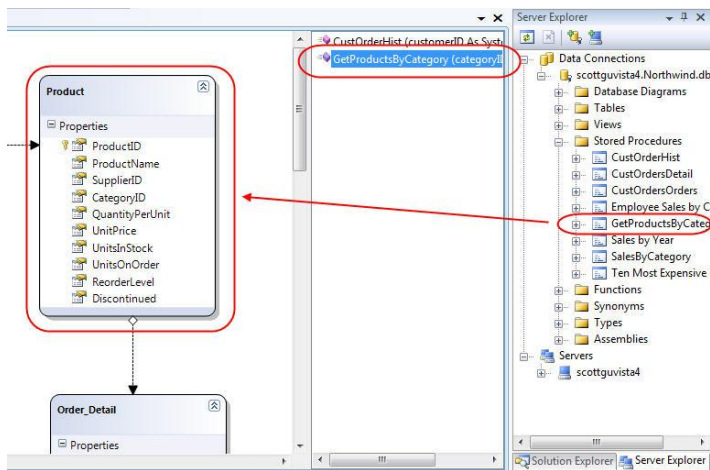 Product
Properties
ProductID
ProductName
SupplierID
CategoryID
QuantityPerUnit
UnitPrice
UnitsInStock
UnitsOnOrder
ReorderLevel
Discontinued
Order_Detail
Properties
CustOrderHist (customerID As Syst
GetProductsByCategory (categoryI
Server Explorer
Data Connections
scottguvista4.Northwind.db
Database Diagrams
Tables
Views
Stored Procedures
CustOrderHist
CustOrdersDetail
CustOrdersOrders
Employee Sales by C
GetProductsByCateg
Sales by Year
SalesByCategory
Ten Most Expensive
Functions
Synonyms
Types
Assemblies
Servers
scottguvista4
Solution Explorer
Server Explorer